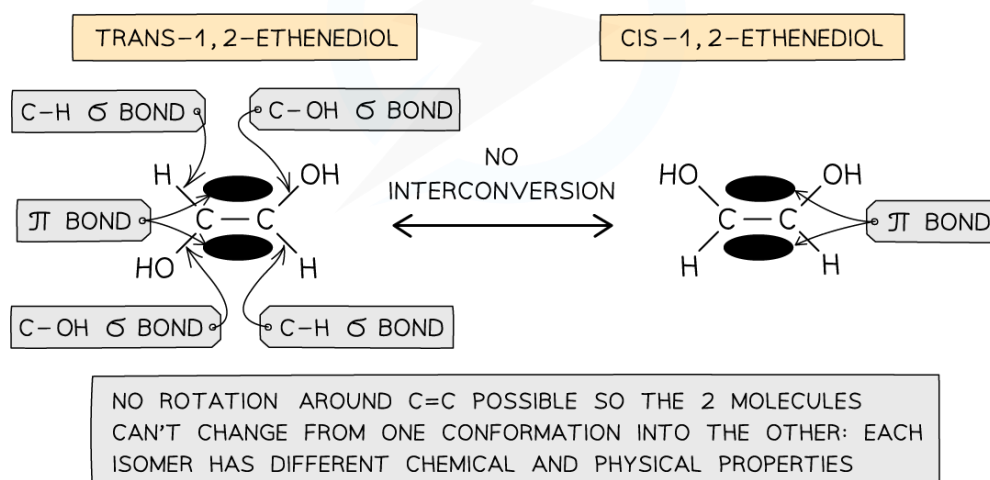 TRANS-1,2-ETHENEDIOL
CIS-1,2-ETHENEDIOL
C-H σ BOND
C-OH σ BOND
H
OH
π BOND
C — C
HO
H
C-OH σ BOND
C-H σ BOND
NO
INTERCONVERSION
HO
OH
C — C
π BOND
H
H
NO ROTATION AROUND C=C POSSIBLE SO THE 2 MOLECULES
CAN'T CHANGE FROM ONE CONFORMATION INTO THE OTHER: EACH
ISOMER HAS DIFFERENT CHEMICAL AND PHYSICAL PROPERTIES